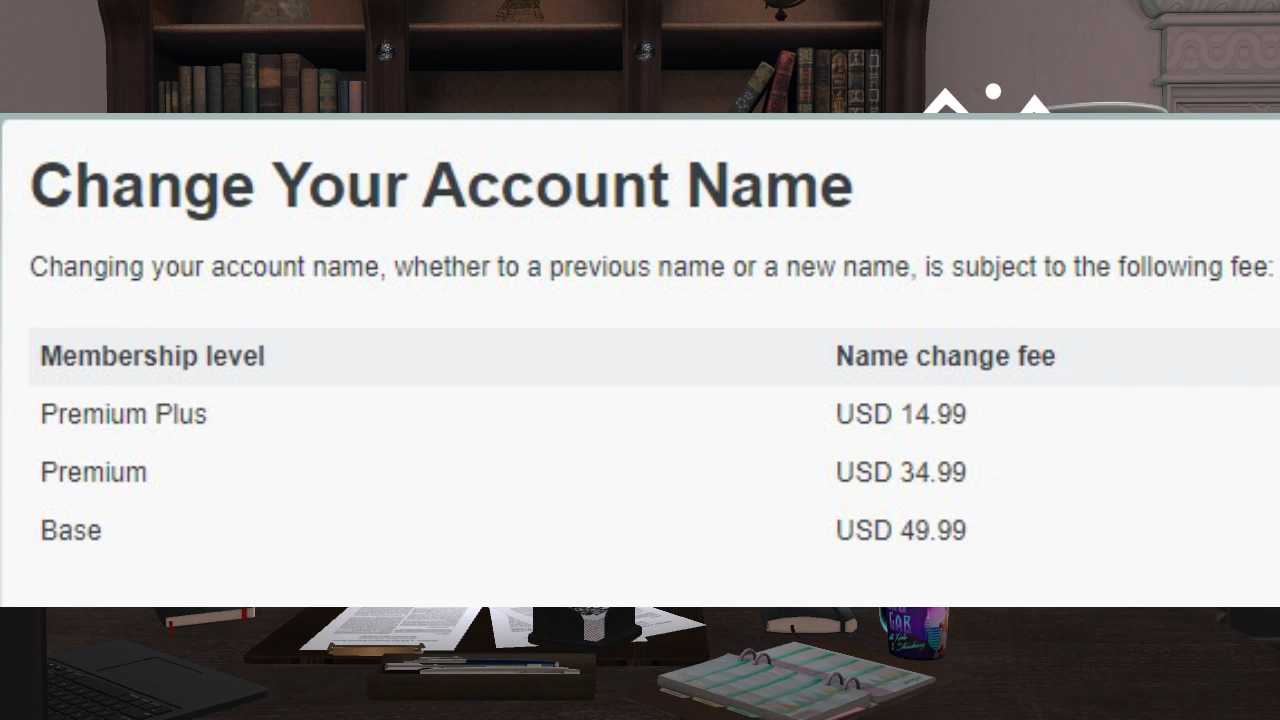 Change Your Account Name
Changing your account name, whether to a previous name or a new name, is subject to the following fee:
Membership level Name change fee
Premium Plus USD 14.99
Premium USD 34.99
Base USD 49.99
GOR